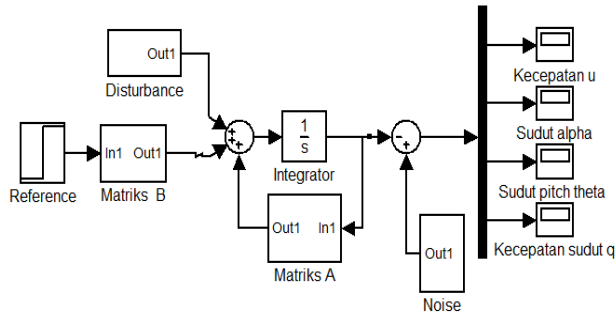 Out1
Disturbance
Reference
In1 Out1
Matriks B
+
+
+
1
s
Integrator
Out1 In1
Matriks A
-
+
Out1
Noise
Kecepatan u
Sudut alpha
Sudut pitch theta
Kecepatan sudut q